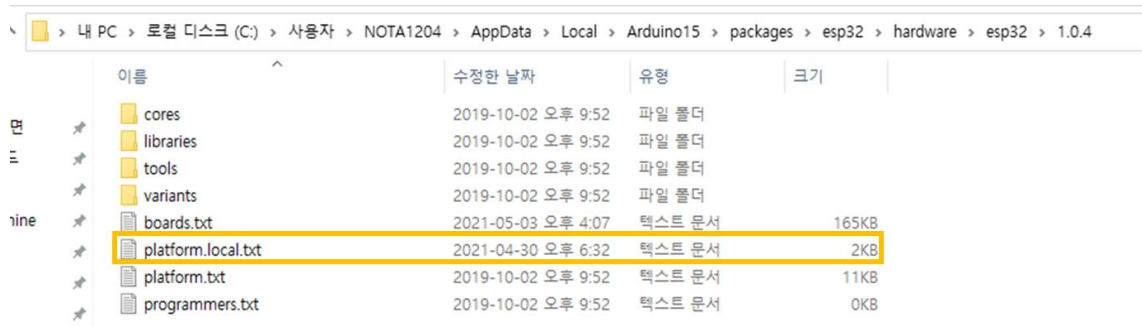 내 PC > 로컬 디스크 (C:) > 사용자 > NOTA1204 > AppData > Local > Arduino15 > packages > esp32 > hardware > esp32 > 1.0.4
이름 수정한 날짜 유형 크기
cores 2019-10-02 오후 9:52 파일 폴더
면
libraries 2019-10-02 오후 9:52 파일 폴더
tools 2019-10-02 오후 9:52 파일 폴더
variants 2019-10-02 오후 9:52 파일 폴더
boards.txt 2021-05-03 오후 4:07 텍스트 문서 165KB
platform.local.txt 2021-04-30 오후 6:32 텍스트 문서 2KB
platform.txt 2019-10-02 오후 9:52 텍스트 문서 11KB
programmers.txt 2019-10-02 오후 9:52 텍스트 문서 0KB